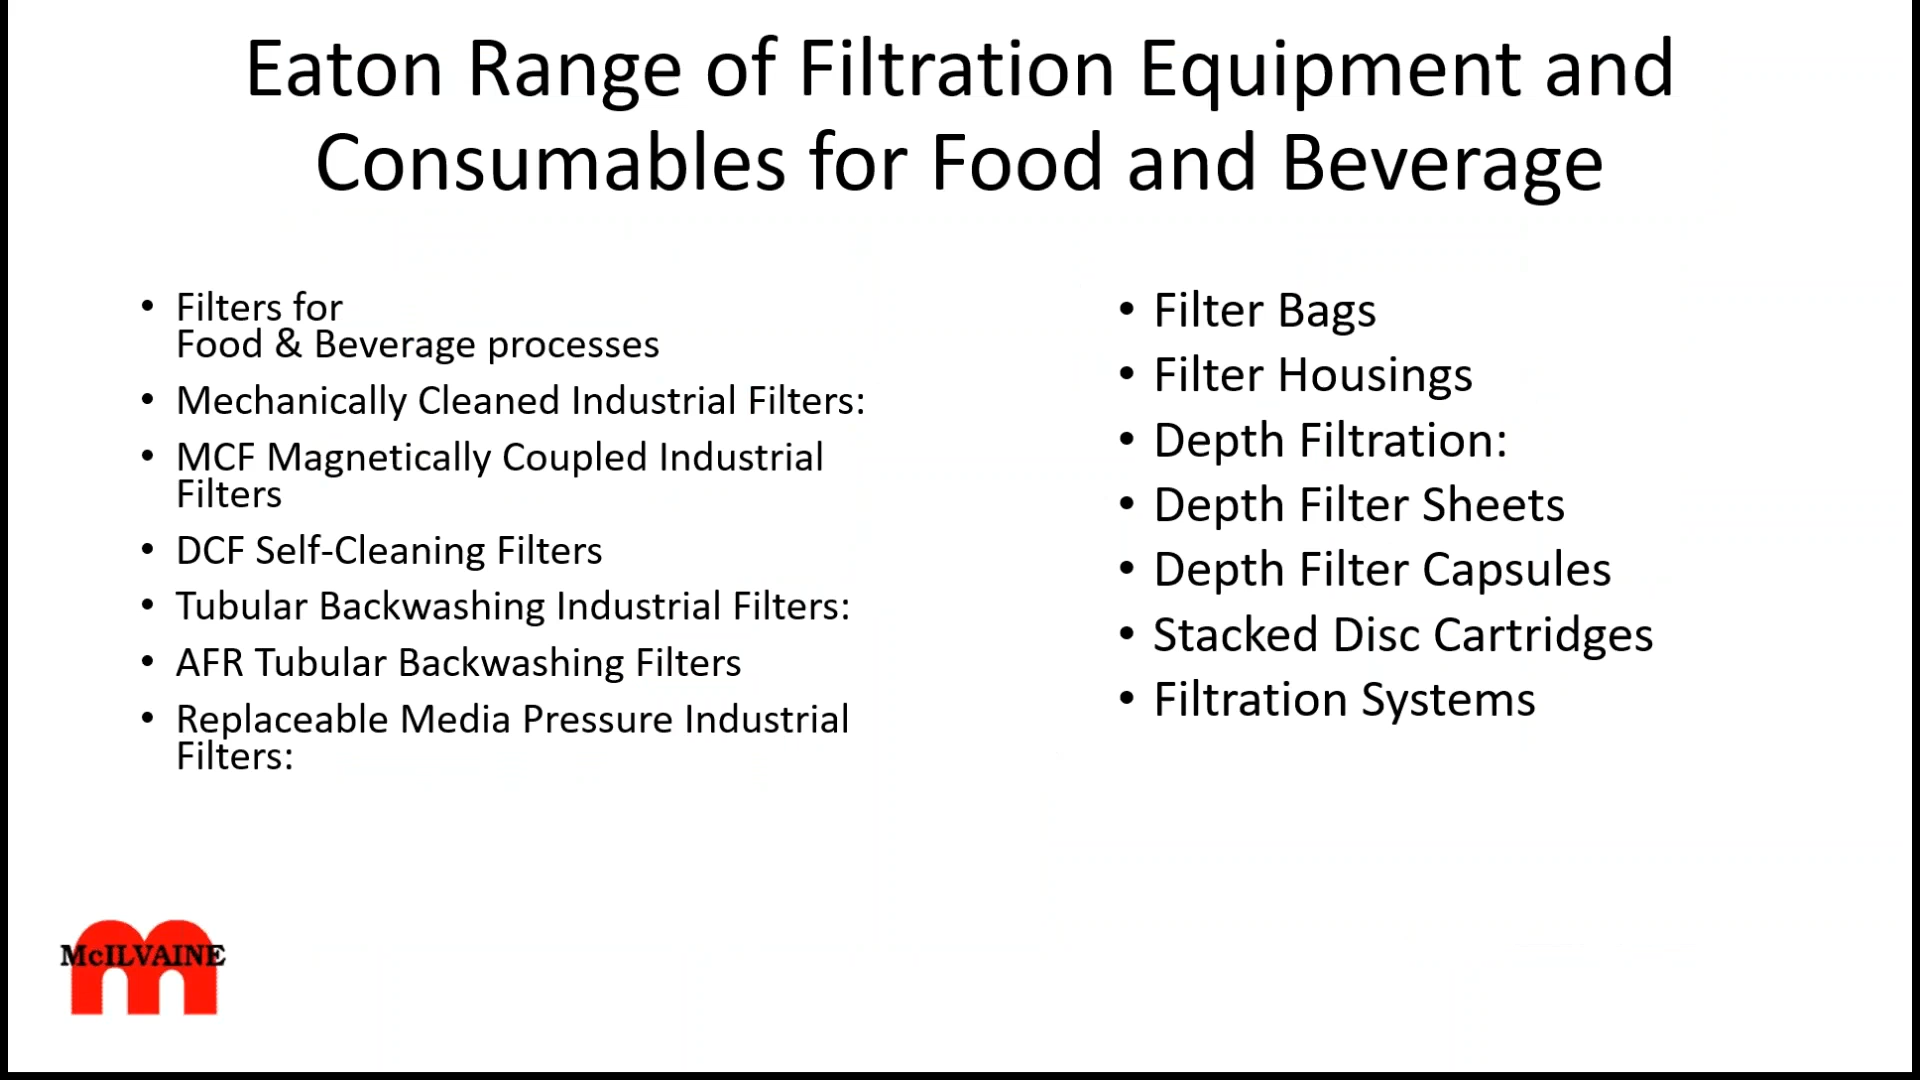 Eaton Range of Filtration Equipment and
Consumables for Food and Beverage
• Filters for
Food & Beverage processes
• Mechanically Cleaned Industrial Filters:
• MCF Magnetically Coupled Industrial
Filters
• DCF Self-Cleaning Filters
• Tubular Backwashing Industrial Filters:
• AFR Tubular Backwashing Filters
• Replaceable Media Pressure Industrial
Filters:
• Filter Bags
• Filter Housings
• Depth Filtration:
• Depth Filter Sheets
• Depth Filter Capsules
• Stacked Disc Cartridges
• Filtration Systems
McILVAINE